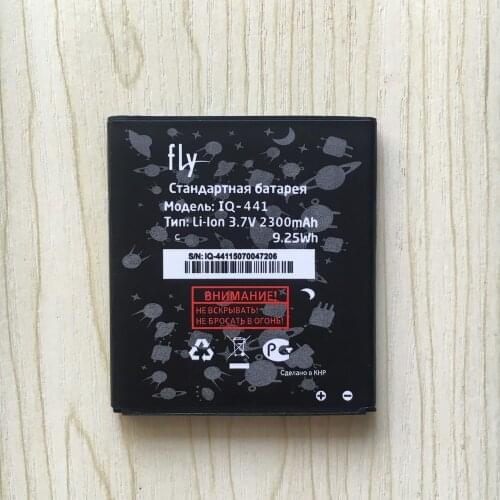 fly
Стандартная батарея
Модель: IQ-441
Тип: Li-Ion 3.7V 2300mAh
C 9.25Wh
S/N: IQ-44115070047206
ВНИМАНИЕ!
НЕ ВСКРЫВАТЬ!
НЕ БРОСАТЬ В ОГОНЬ!
Сделано в КНР